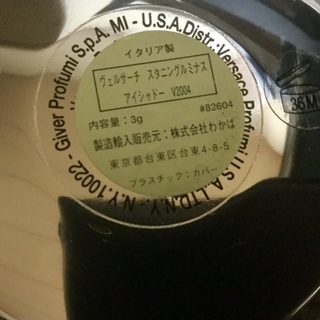 Giver Profumi S.p.A. MI - U.S.A.Distr.:Versace Profumi U.S.A.LTD.N.Y.-N.Y.10022 -
イタリア製
ヴェルサーチ スタニングルミナス
アイシャドー V2004
#82604
内容量:3g
製造輸入販売元:株式会社わかば
東京都台東区台東4-8-5
プラスチック:カバー
36M